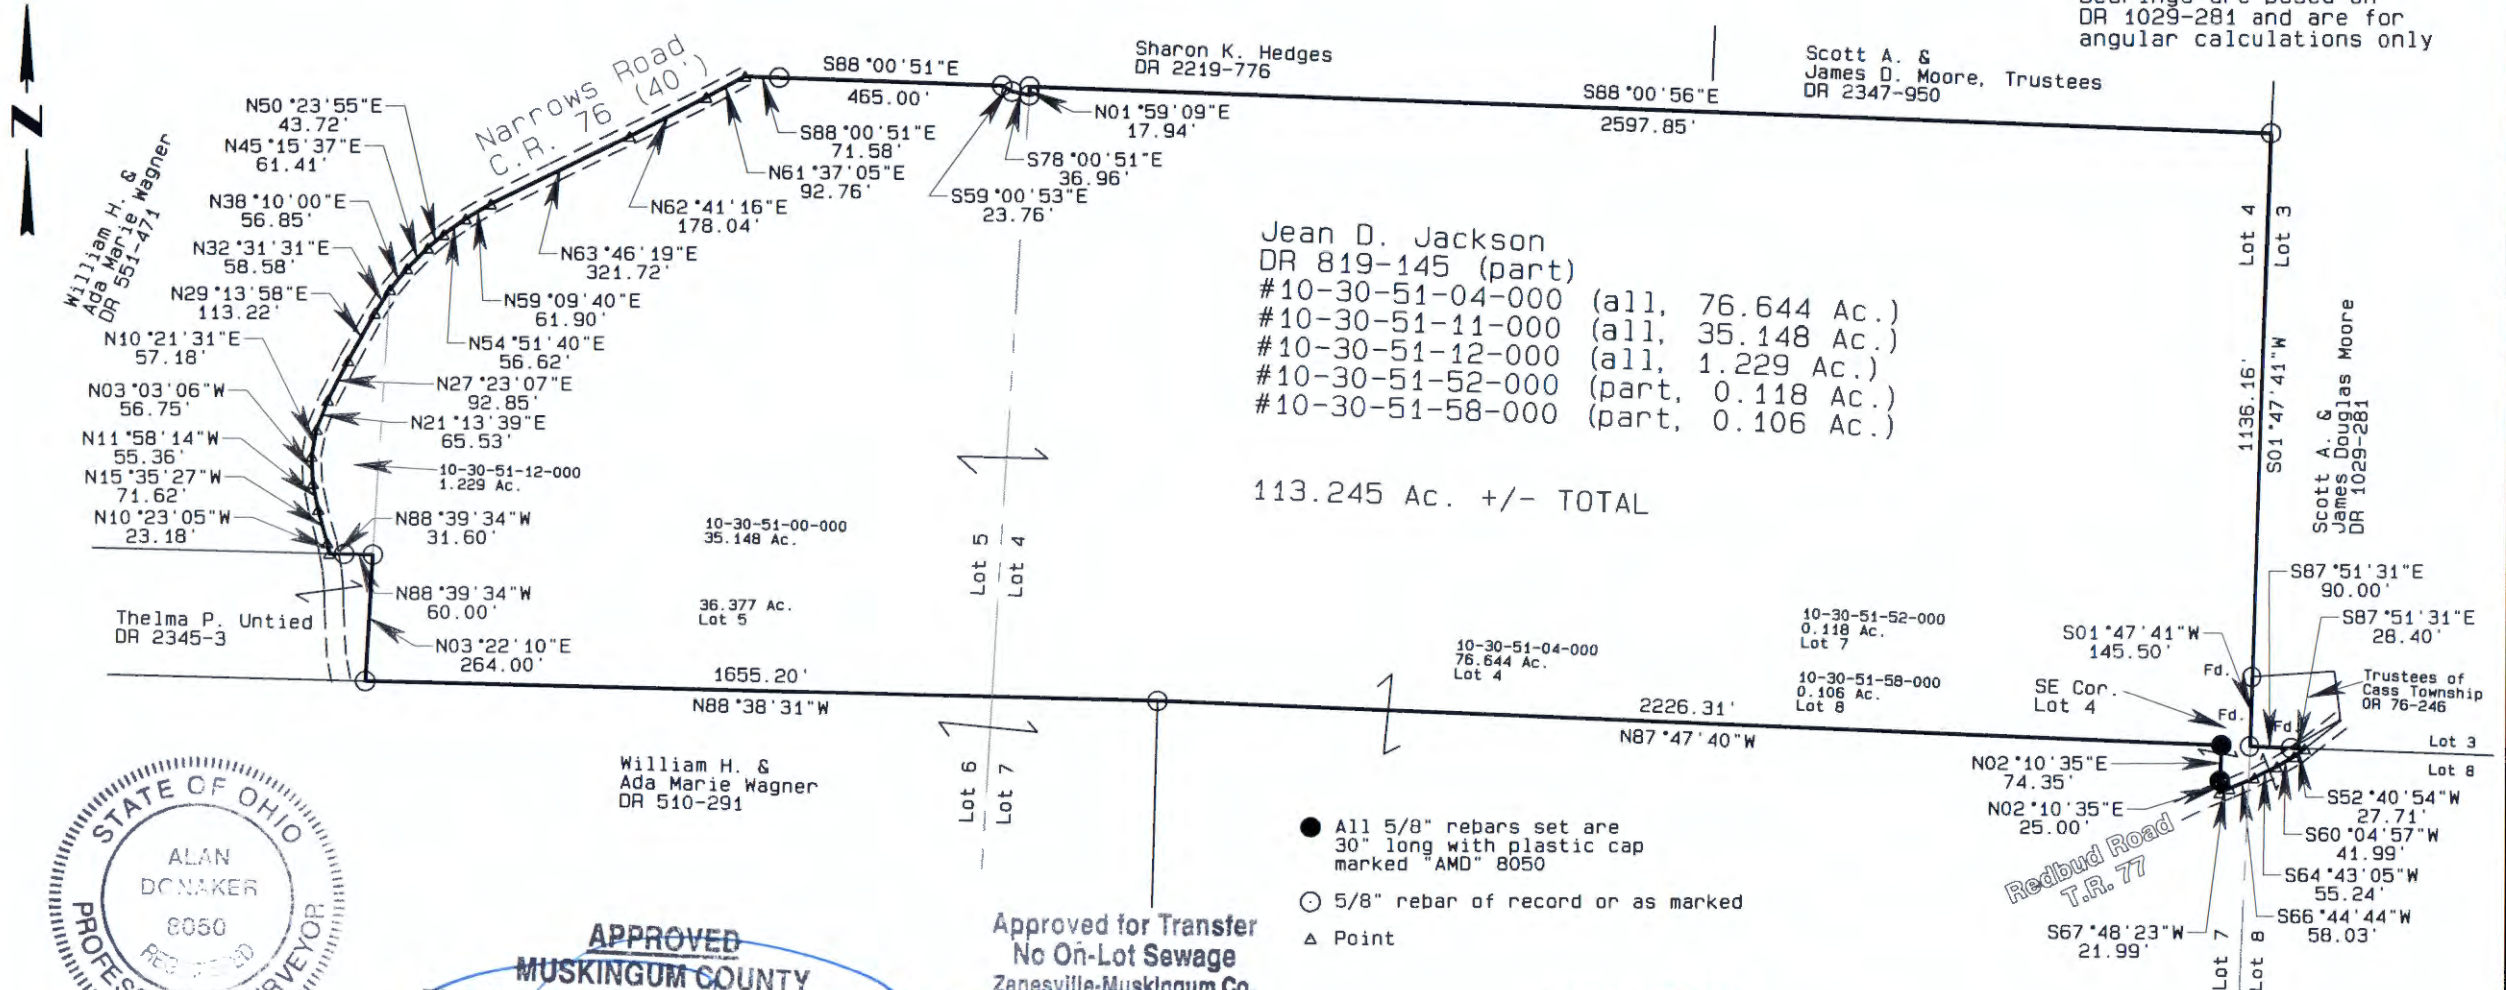 Bearings are based on
DR 1029-281 and are for
angular calculations only
N
Narrows Road
C.R. 76 (40')
S88°00'51"E
465.00'
Sharon K. Hedges
DR 2219-776
Scott A. &
James D. Moore, Trustees
DR 2347-950
S88°00'56"E
2597.85'
N01°59'09"E
17.94'
S78°00'51"E
36.96'
S59°00'53"E
23.76'
S88°00'51"E
71.58'
N61°37'05"E
92.76'
N62°41'16"E
178.04'
N63°46'19"E
321.72'
N59°09'40"E
61.90'
N54°51'40"E
56.62'
N50°23'55"E
43.72'
N45°15'37"E
61.41'
N38°10'00"E
56.85'
N32°31'31"E
58.58'
N29°13'58"E
113.22'
N27°23'07"E
92.85'
N21°13'39"E
65.53'
N10°21'31"E
57.18'
N03°03'06"W
56.75'
N11°58'14"W
55.36'
N15°35'27"W
71.62'
N10°23'05"W
23.18'
William H. &
Ada Marie Wagner
DR 551-471
10-30-51-12-000
1.229 Ac.
N88°39'34"W
31.60'
N88°39'34"W
60.00'
N03°22'10"E
264.00'
Thelma P. Untied
DR 2345-3
10-30-51-00-000
35.148 Ac.
36.377 Ac.
Lot 5
Lot 5
Lot 4
Jean D. Jackson
DR 819-145 (part)
#10-30-51-04-000 (all, 76.644 Ac.)
#10-30-51-11-000 (all, 35.148 Ac.)
#10-30-51-12-000 (all, 1.229 Ac.)
#10-30-51-52-000 (part, 0.118 Ac.)
#10-30-51-58-000 (part, 0.106 Ac.)
113.245 Ac. +/- TOTAL
Lot 4
Lot 3
1136.16'
S01°47'41"W
Scott A. &
James Douglas Moore
DR 1029-281
S87°51'31"E
90.00'
S87°51'31"E
28.40'
S01°47'41"W
145.50'
Fd.
Fd.
Fd.
SE Cor.
Lot 4
Trustees of
Cass Township
OR 76-246
Lot 3
Lot 8
10-30-51-52-000
0.118 Ac.
Lot 7
10-30-51-58-000
0.106 Ac.
Lot 8
10-30-51-04-000
76.644 Ac.
Lot 4
1655.20'
N88°38'31"W
2226.31'
N87°47'40"W
N02°10'35"E
74.35'
N02°10'35"E
25.00'
S52°40'54"W
27.71'
S60°04'57"W
41.99'
S64°43'05"W
55.24'
S66°44'44"W
58.03'
S67°48'23"W
21.99'
Redbud Road
T.R. 77
Lot 7
Lot 8
William H. &
Ada Marie Wagner
DR 510-291
Lot 6
Lot 7
All 5/8" rebars set are
30" long with plastic cap
marked "AMD" 8050
5/8" rebar of record or as marked
Point
STATE OF OHIO
ALAN
DONAKER
8050
REGISTERED
PROFESSIONAL SURVEYOR
APPROVED
MUSKINGUM COUNTY
Approved for Transfer
No On-Lot Sewage
Zanesville-Muskingum Co.